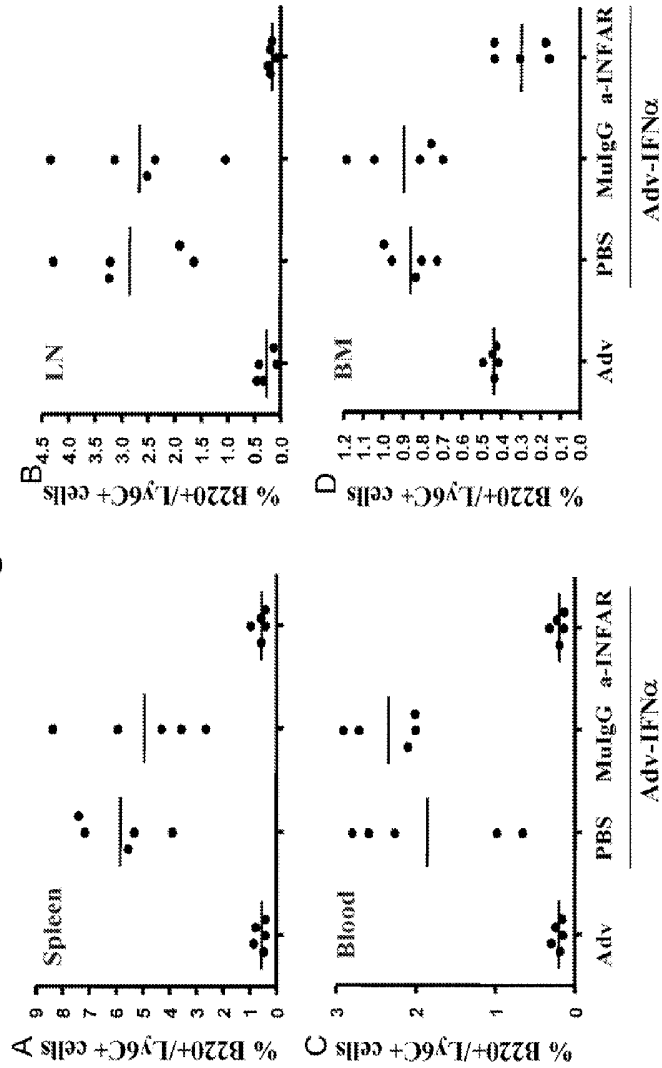 A
% B220+/Ly6C+ cells
9
8
7
6
5
4
3
2
1
0
Spleen
B
% B220+/Ly6C+ cells
4.5
4.0
3.5
3.0
2.5
2.0
1.5
1.0
0.5
0.0
LN
C
% B220+/Ly6C+ cells
3
2
1
0
Blood
Adv PBS MuIgG a-INFAR
Adv-IFNα
D
% B220+/Ly6C+ cells
1.2
1.1
1.0
0.9
0.8
0.7
0.6
0.5
0.4
0.3
0.2
0.1
0.0
BM
Adv PBS MuIgG a-INFAR
Adv-IFNα